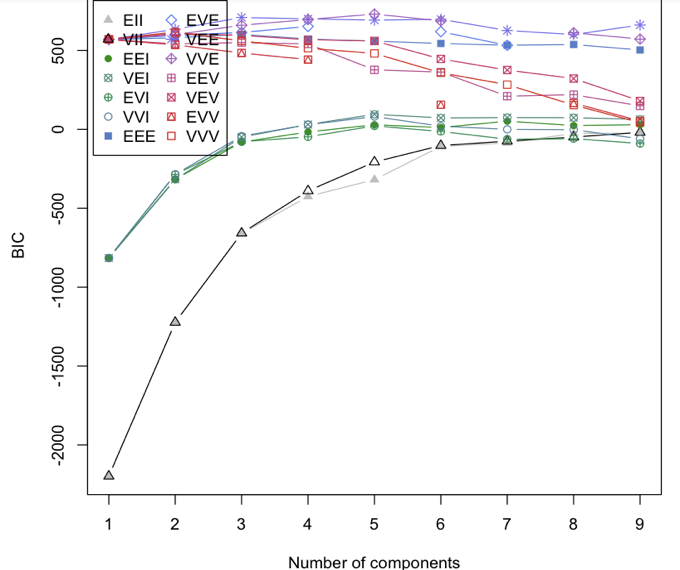 EII EVE
VII VEE
EEI VVE
VEI EEV
EVI VEV
VVI EVV
EEE VVV
500
0
-500
-1000
-1500
-2000
BIC
1 2 3 4 5 6 7 8 9
Number of components